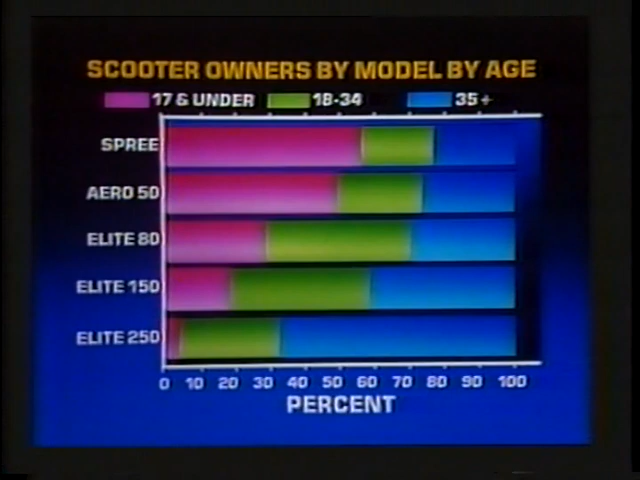 SCOOTER OWNERS BY MODEL BY AGE
17 & UNDER 18-34 35+
SPREE
AERO 50
ELITE 80
ELITE 150
ELITE 250
0 10 20 30 40 50 60 70 80 90 100
PERCENT